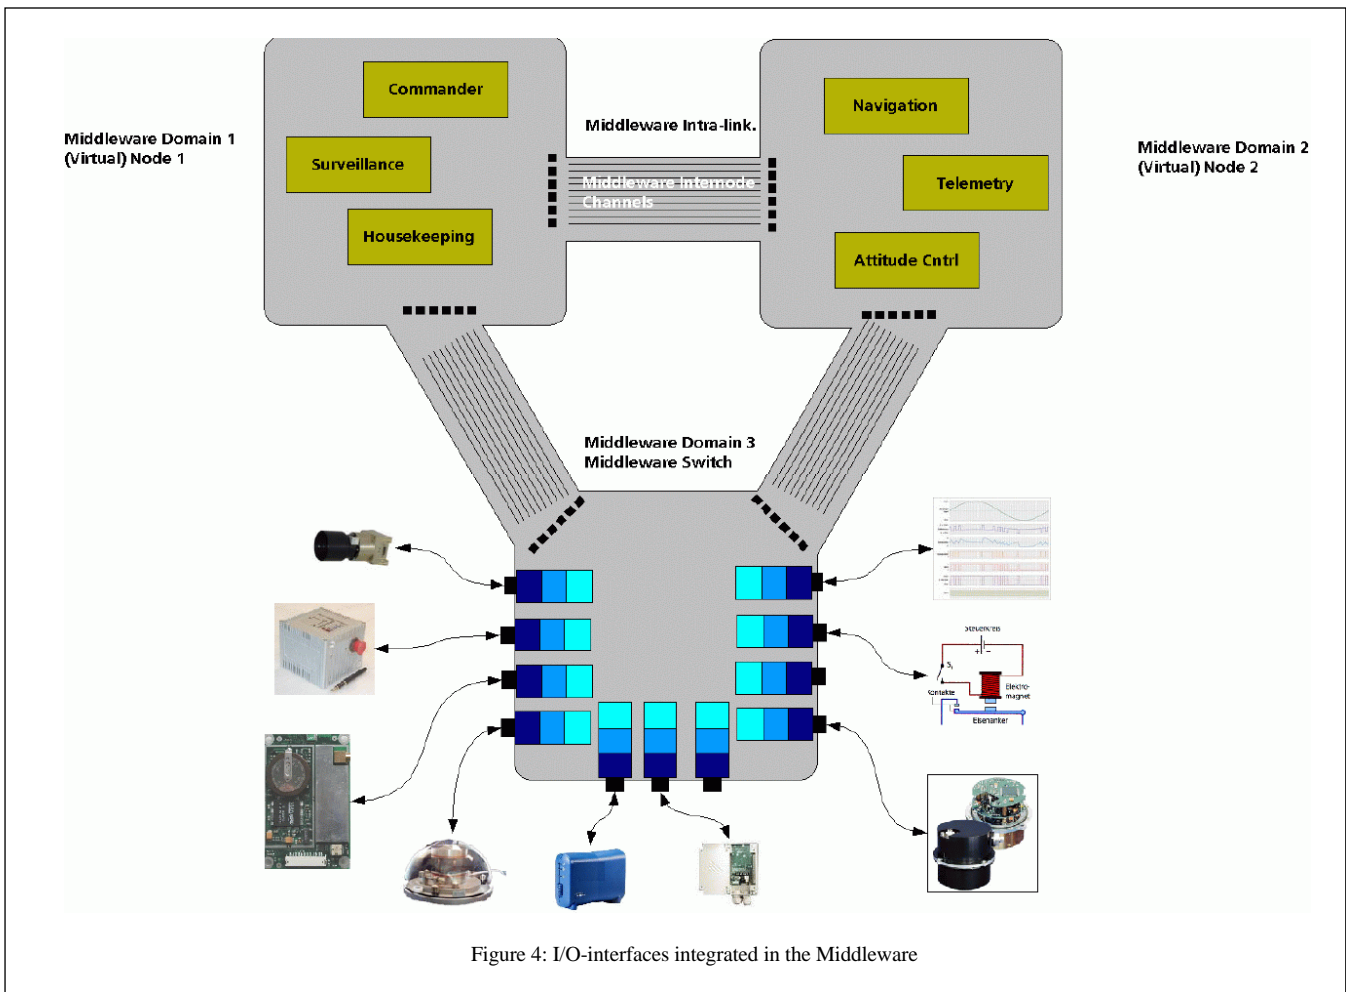 Commander
Navigation
Middleware Intra-link.
Middleware Domain 1
(Virtual) Node 1
Surveillance
Middleware Domain 2
(Virtual) Node 2
Middleware Internode
Channels
Telemetry
Housekeeping
Attitude Cntrl
Middleware Domain 3
Middleware Switch
Steuerkreis
+ −
S₁
Kontakte
Elektro-
magnet
Eisenanker
Figure 4: I/O-interfaces integrated in the Middleware